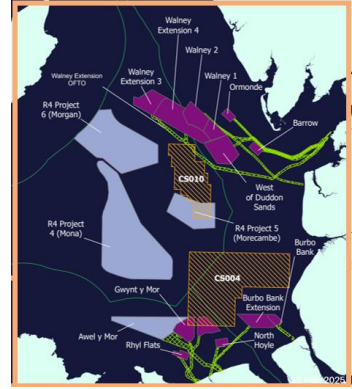 Walney
Extension 4
Walney 2
Walney
Extension 3
Walney 1
Ormonde
Walney Extension
OFTO
R4 Project
6 (Morgan)
Barrow
CS010
West
of Duddon
Sands
R4 Project
4 (Mona)
R4 Project 5
(Morecambe)
Burbo
Bank
CS004
Gwynt y Mor
Burbo Bank
Extension
Awel y Mor
Rhyl Flats
North
Hoyle
2025